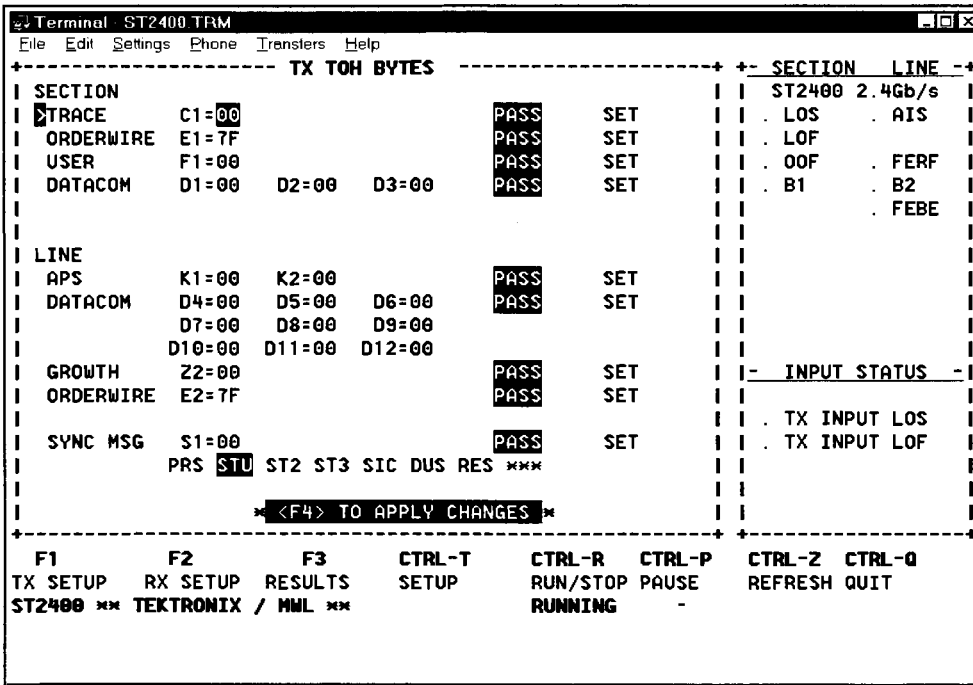 Terminal - ST2400.TRM
File Edit Settings Phone Transfers Help
TX TOH BYTES
SECTION
>TRACE C1=00 PASS SET
ORDERWIRE E1=7F PASS SET
USER F1=00 PASS SET
DATACOM D1=00 D2=00 D3=00 PASS SET
LINE
APS K1=00 K2=00 PASS SET
DATACOM D4=00 D5=00 D6=00 PASS SET
D7=00 D8=00 D9=00
D10=00 D11=00 D12=00
GROWTH Z2=00 PASS SET
ORDERWIRE E2=7F PASS SET
SYNC MSG S1=00 PASS SET
PRS STU ST2 ST3 SIC DUS RES ***
* <F4> TO APPLY CHANGES *
SECTION LINE
ST2400 2.4Gb/s
. LOS . AIS
. LOF
. OOF . FERF
. B1 . B2
. FEBE
- INPUT STATUS -
. TX INPUT LOS
. TX INPUT LOF
F1 F2 F3 CTRL-T CTRL-R CTRL-P CTRL-Z CTRL-Q
TX SETUP RX SETUP RESULTS SETUP RUN/STOP PAUSE REFRESH QUIT
ST2400 ** TEKTRONIX / MWL ** RUNNING -